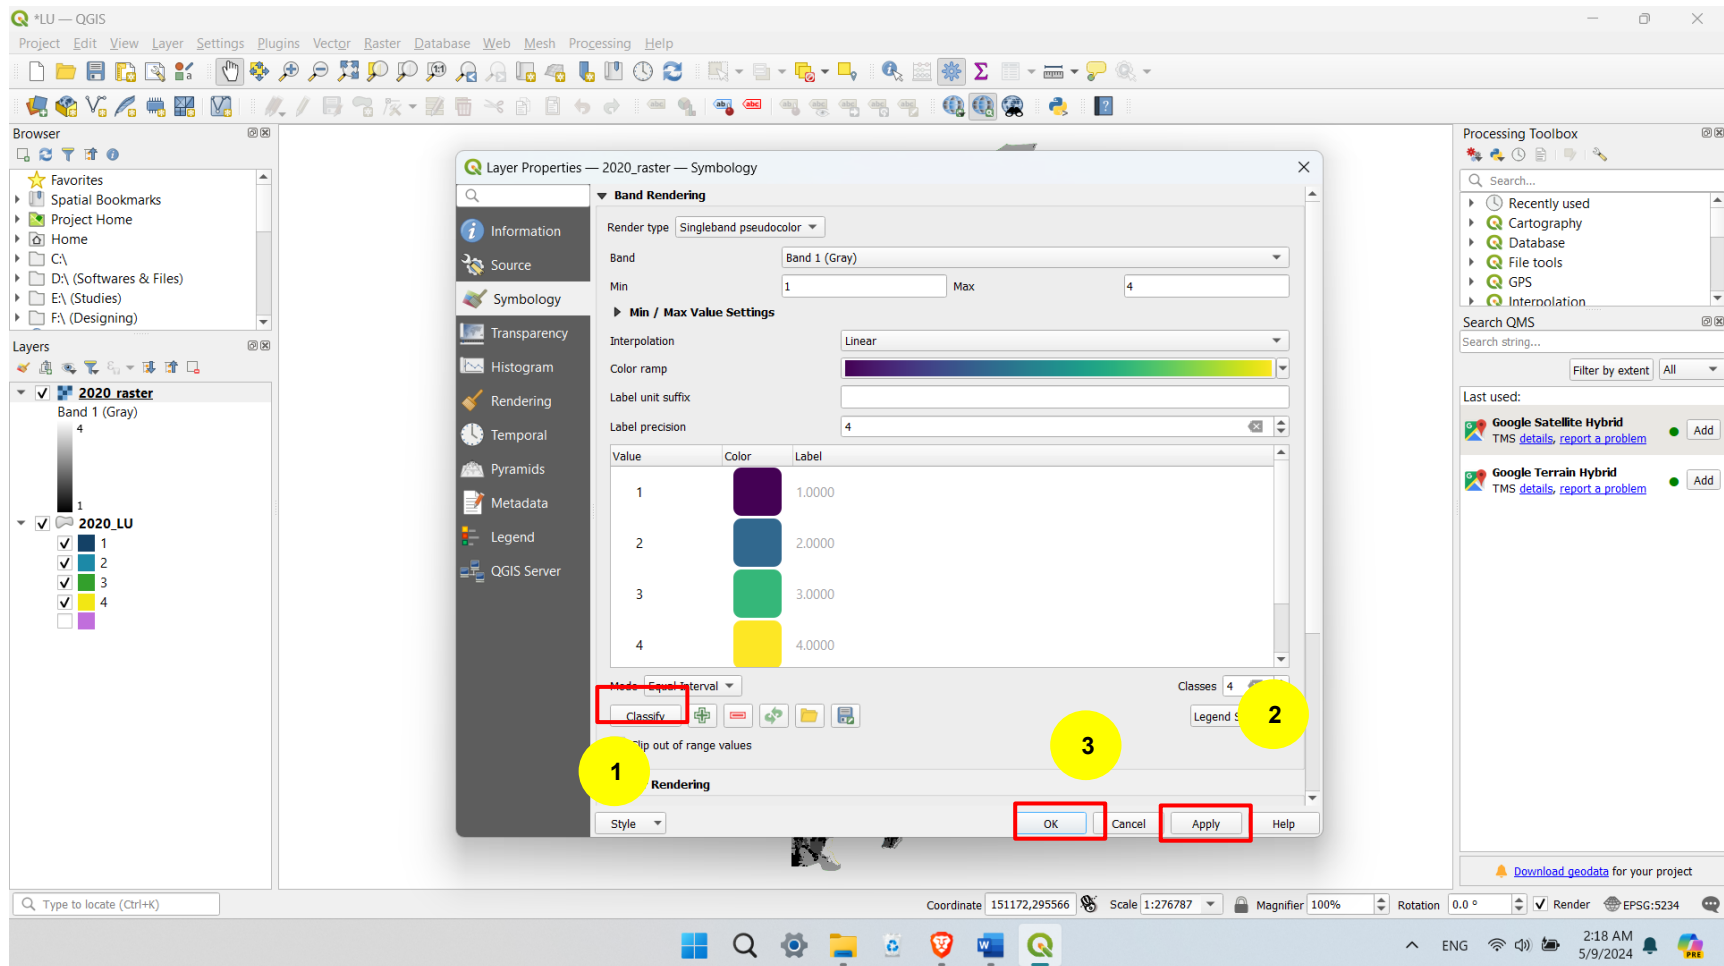 *LU — QGIS
Project Edit View Layer Settings Plugins Vector Raster Database Web Mesh Processing Help
Browser
Favorites
Spatial Bookmarks
Project Home
Home
C:\
D:\ (Softwares & Files)
E:\ (Studies)
F:\ (Designing)
Layers
2020_raster
Band 1 (Gray)
4
1
2020_LU
1
2
3
4
Layer Properties — 2020_raster — Symbology
Information
Source
Symbology
Transparency
Histogram
Rendering
Temporal
Pyramids
Metadata
Legend
QGIS Server
Band Rendering
Render type Singleband pseudocolor
Band Band 1 (Gray)
Min 1 Max 4
Min / Max Value Settings
Interpolation Linear
Color ramp
Label unit suffix
Label precision 4
Value Color Label
1 1.0000
2 2.0000
3 3.0000
4 4.0000
Mode Equal Interval Classes 4
Classify Legend S
2
3
1
Clip out of range values
Rendering
Style OK Cancel Apply Help
Processing Toolbox
Search...
Recently used
Cartography
Database
File tools
GPS
Interpolation
Search QMS
Search string...
Filter by extent All
Last used:
Google Satellite Hybrid
TMS details, report a problem Add
Google Terrain Hybrid
TMS details, report a problem Add
Download geodata for your project
Type to locate (Ctrl+K) Coordinate 151172,295566 Scale 1:276787 Magnifier 100% Rotation 0.0 ° Render EPSG:5234
ENG 2:18 AM
5/9/2024
PRE